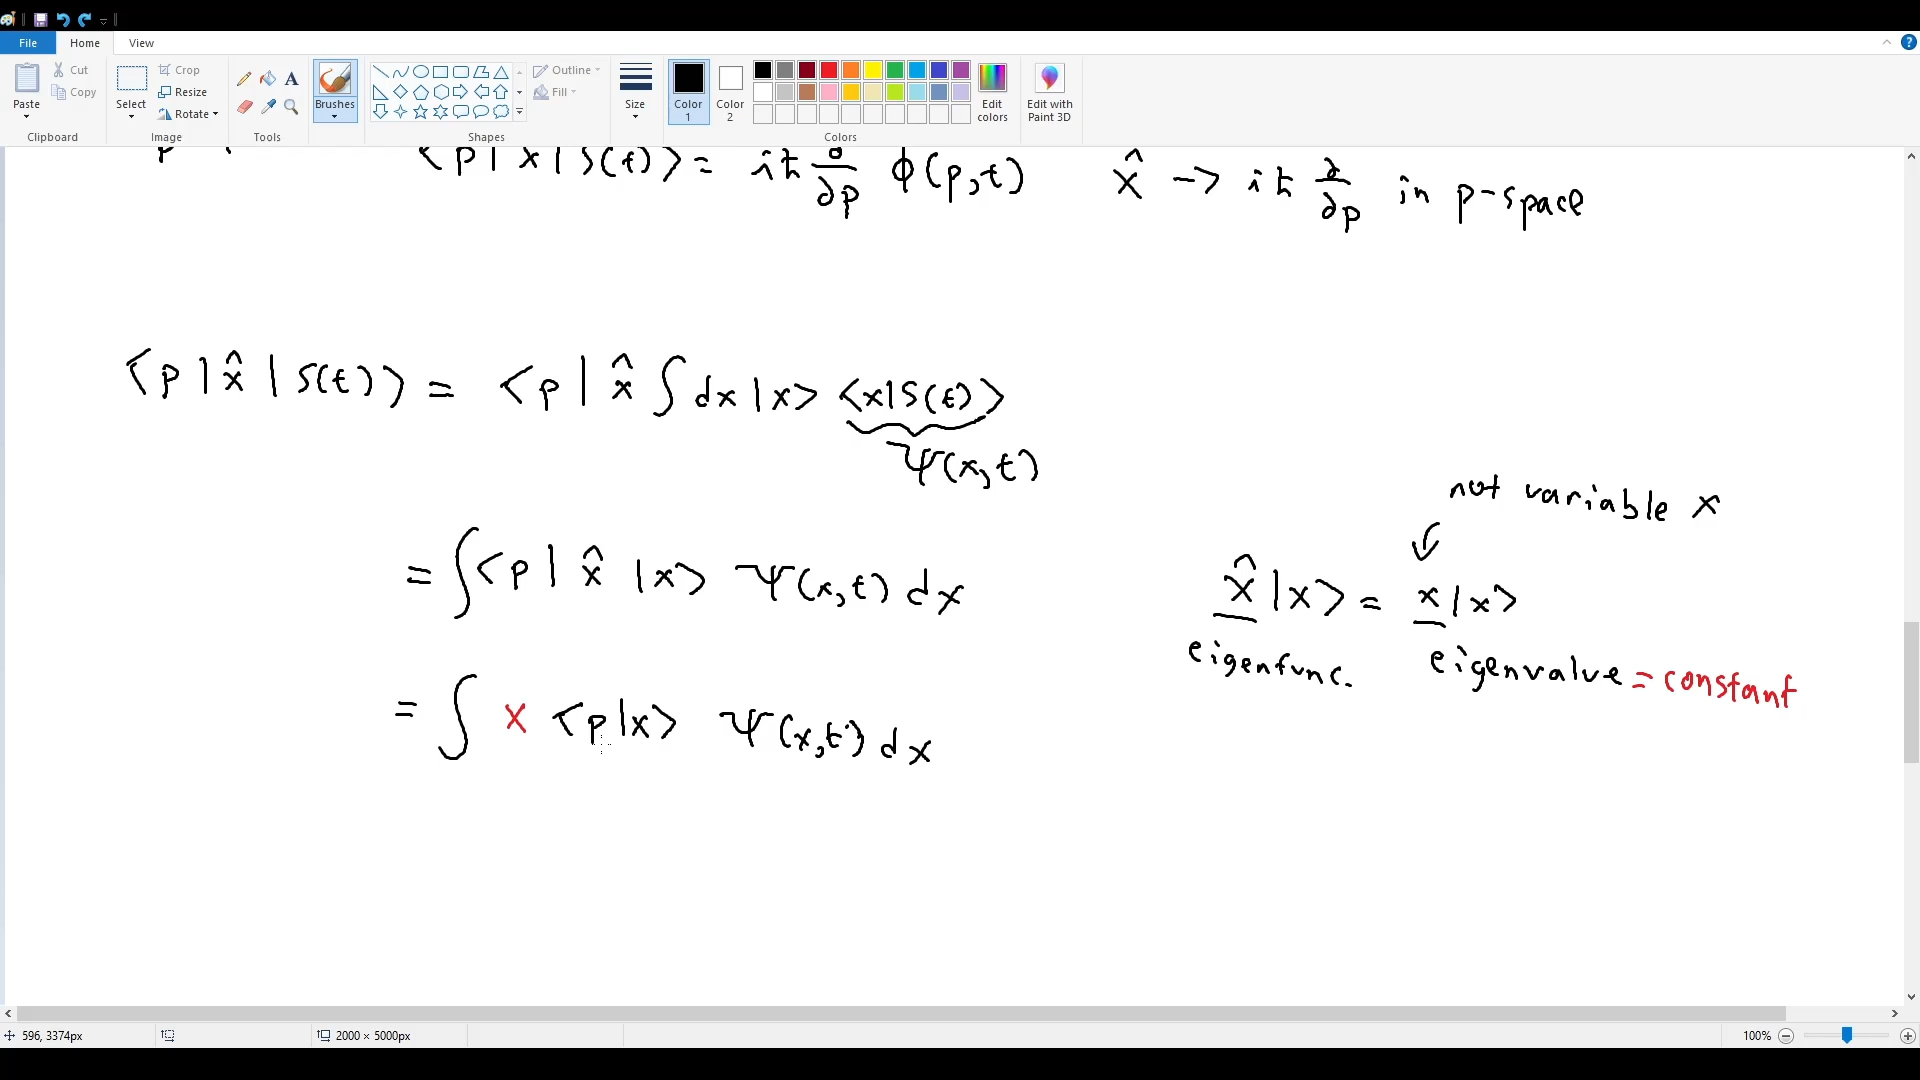 File Home View
Paste Cut Copy Clipboard
Select Crop Resize Rotate Image
Tools
Brushes
Outline Fill Shapes
Size
Color 1 Color 2 Edit colors Colors
Edit with Paint 3D
⟨p|x̂|S(t)⟩ = iħ ∂/∂p ϕ(p,t) x̂ -> iħ ∂/∂p in p-space
⟨p|x̂|S(t)⟩ = ⟨p|x̂ ∫dx|x⟩⟨x|S(t)⟩
Ψ(x,t)
= ∫⟨p|x̂|x⟩ Ψ(x,t) dx
not variable x
x̂|x⟩ = x|x⟩
eigenfunc. eigenvalue = constant
= ∫ x ⟨p|x⟩ Ψ(x,t) dx
596, 3374px 2000 × 5000px 100%